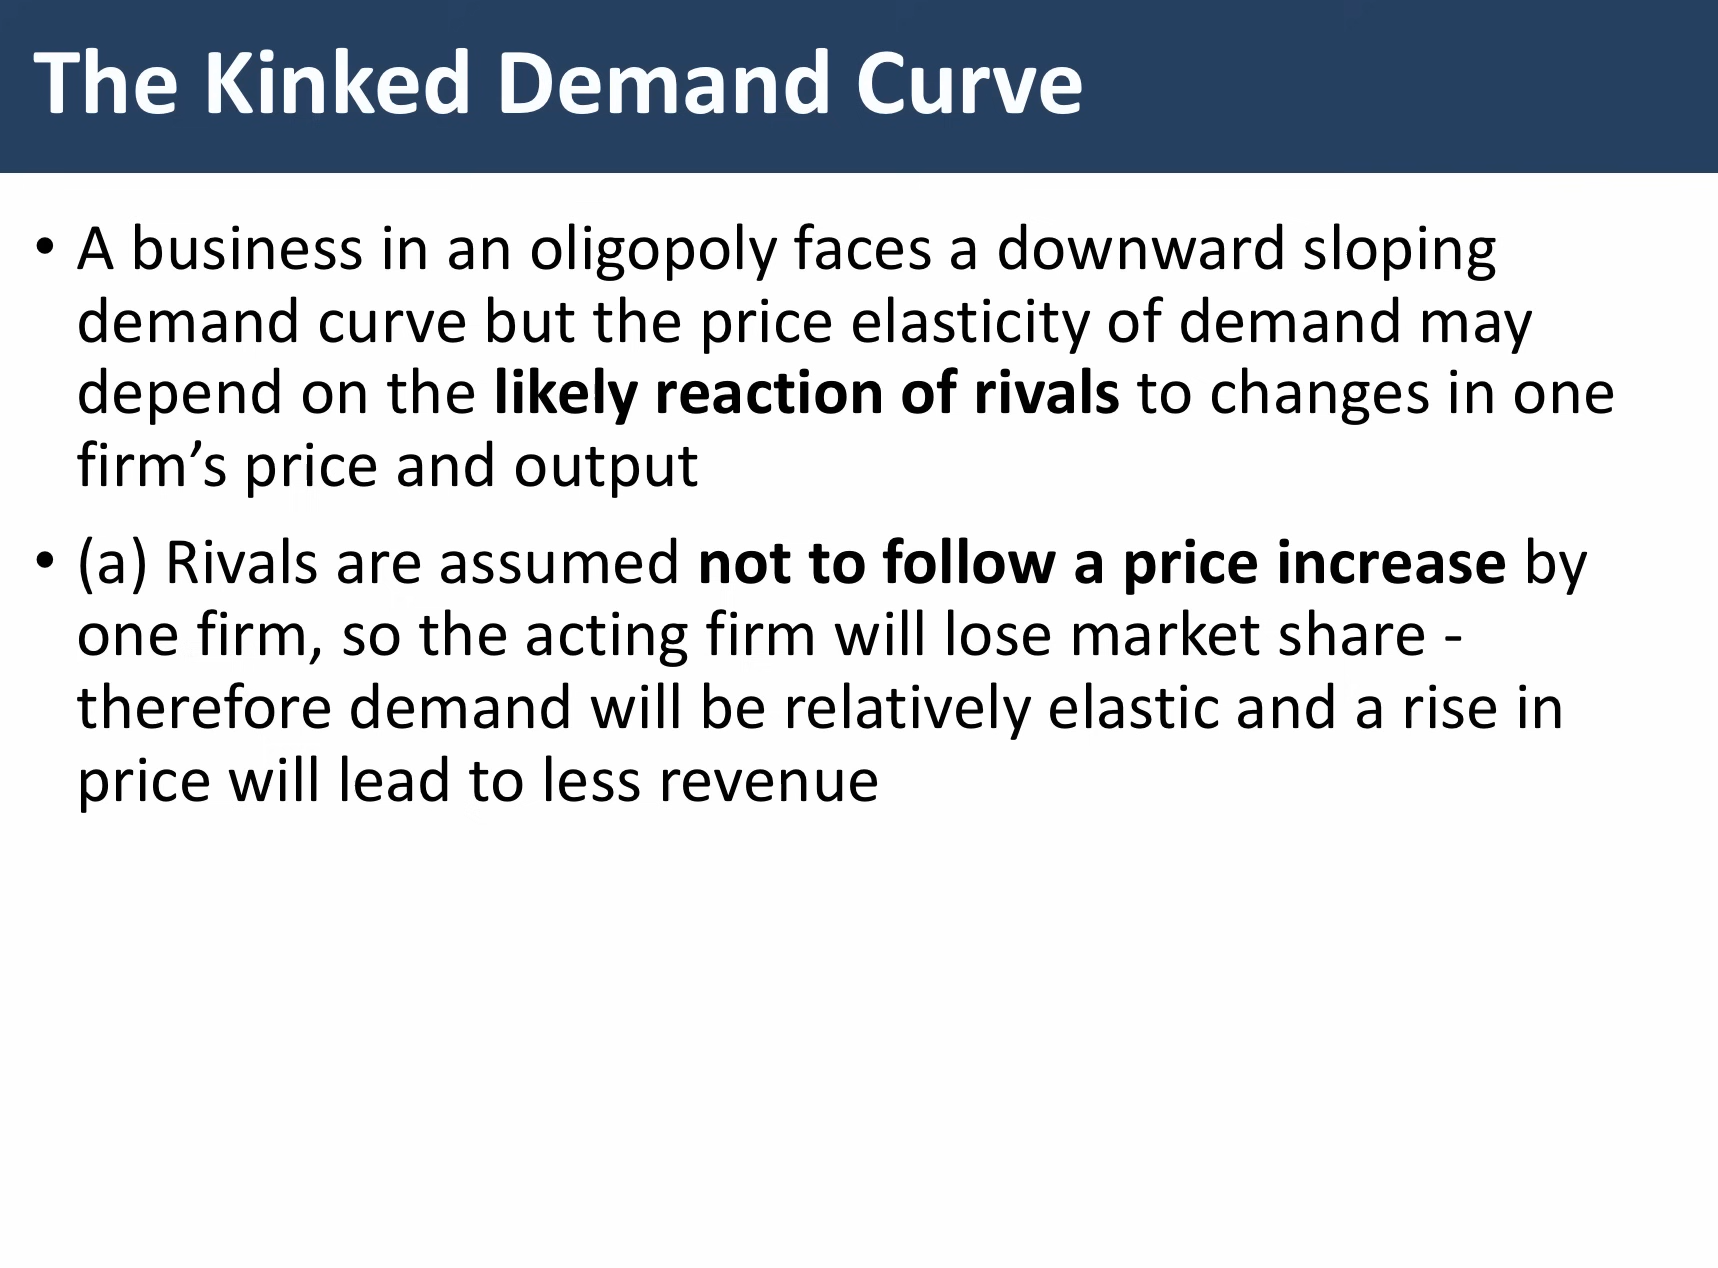 The Kinked Demand Curve
• A business in an oligopoly faces a downward sloping
demand curve but the price elasticity of demand may
depend on the likely reaction of rivals to changes in one
firm’s price and output
• (a) Rivals are assumed not to follow a price increase by
one firm, so the acting firm will lose market share -
therefore demand will be relatively elastic and a rise in
price will lead to less revenue